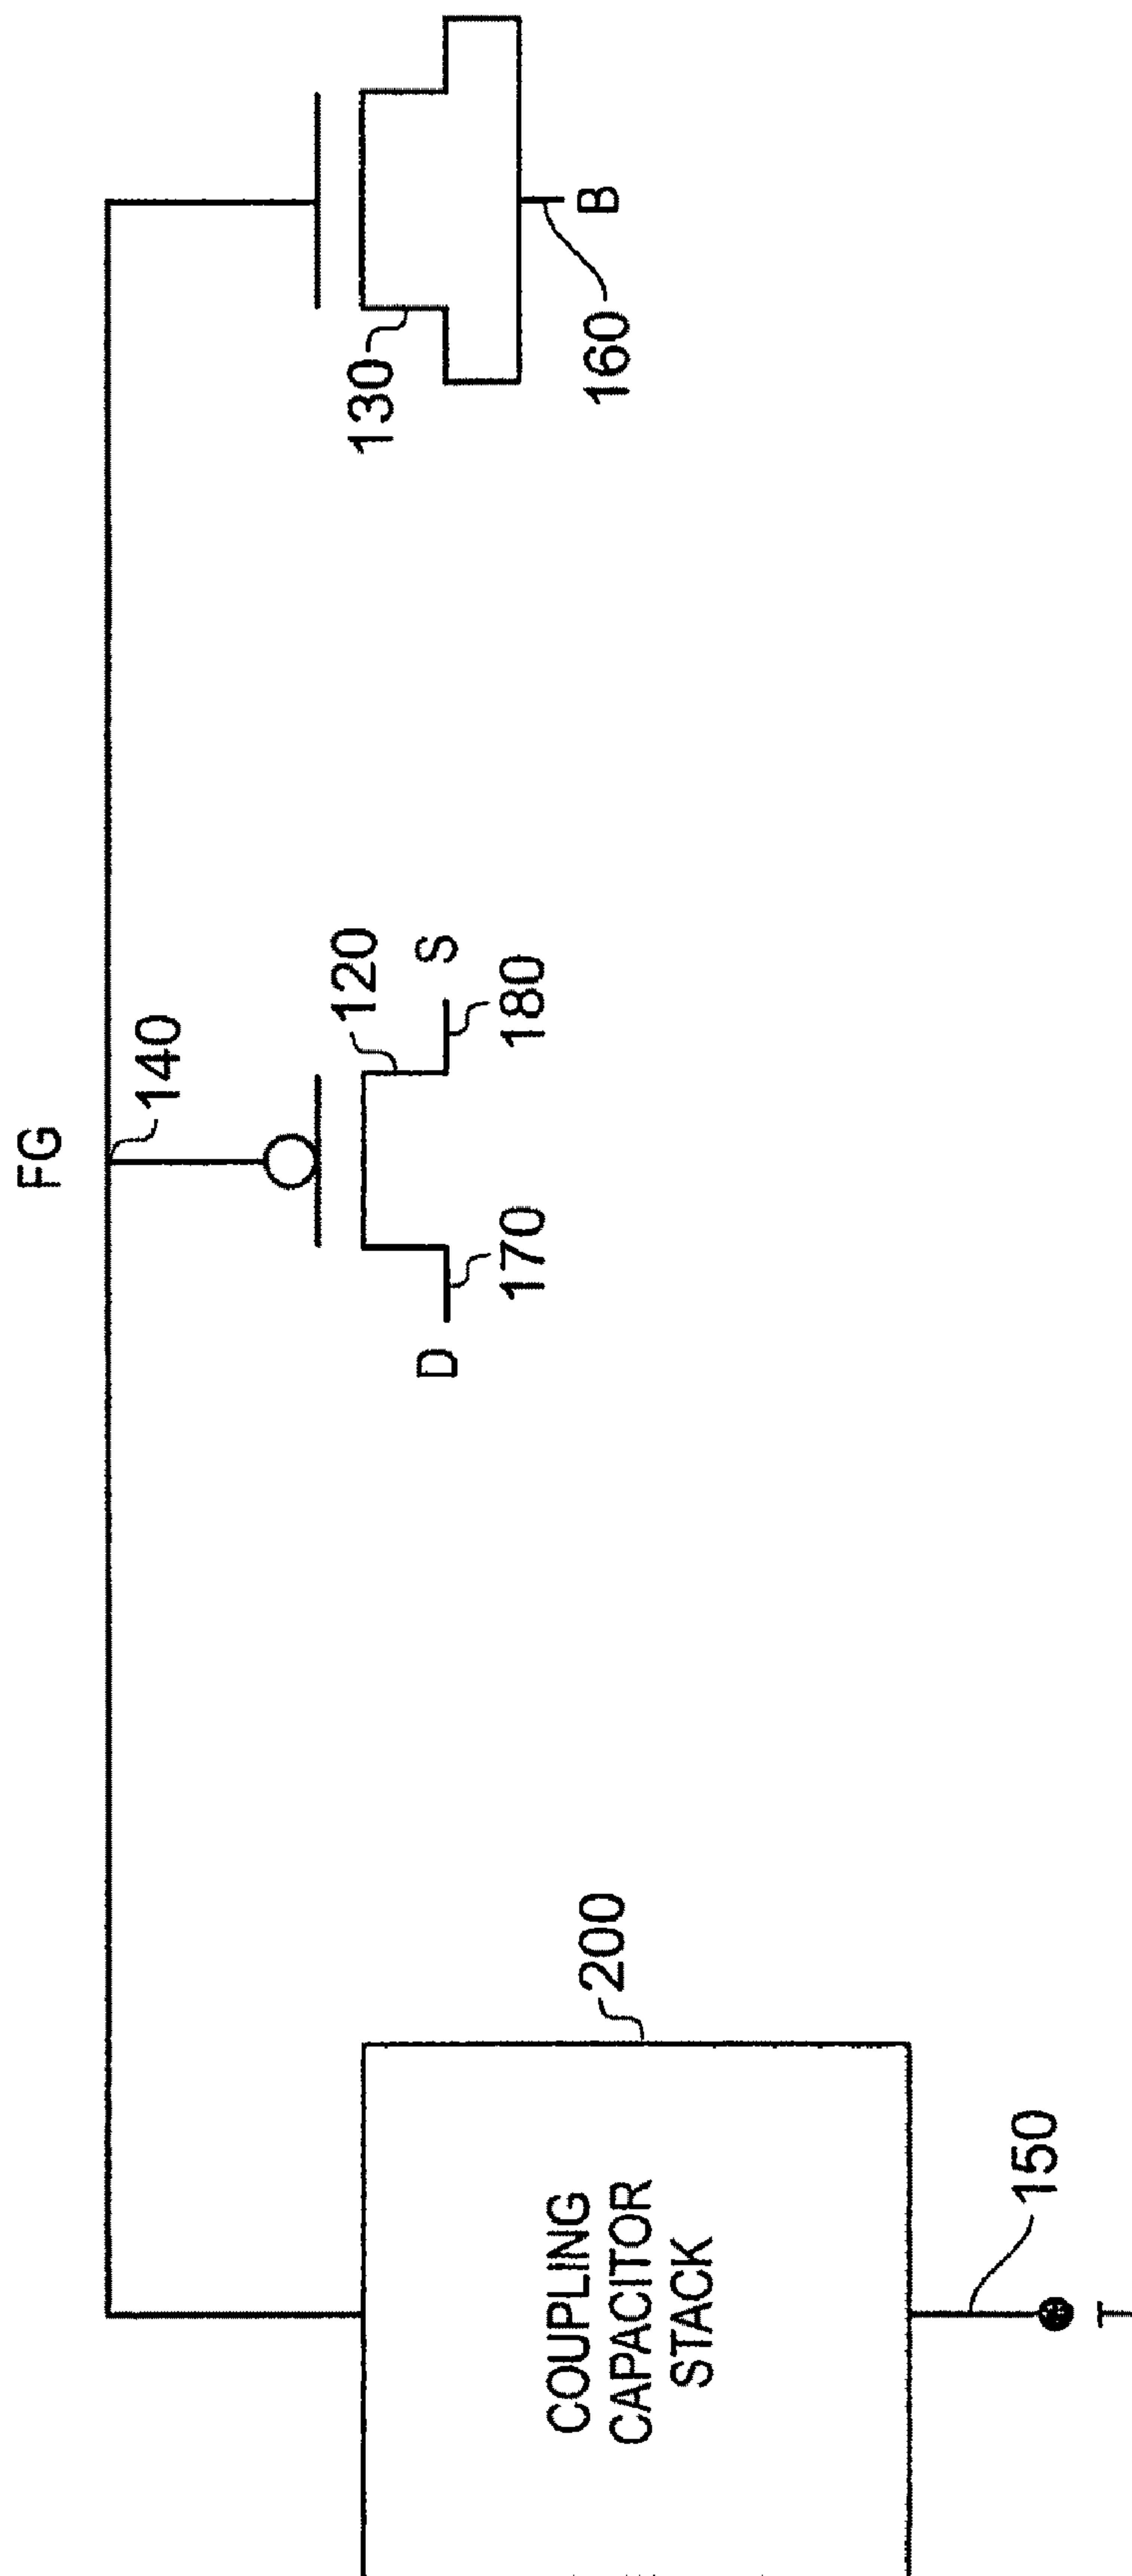 FG
140
120
S
180
170
D
130
160
B
200
COUPLING
CAPACITOR
STACK
150
T